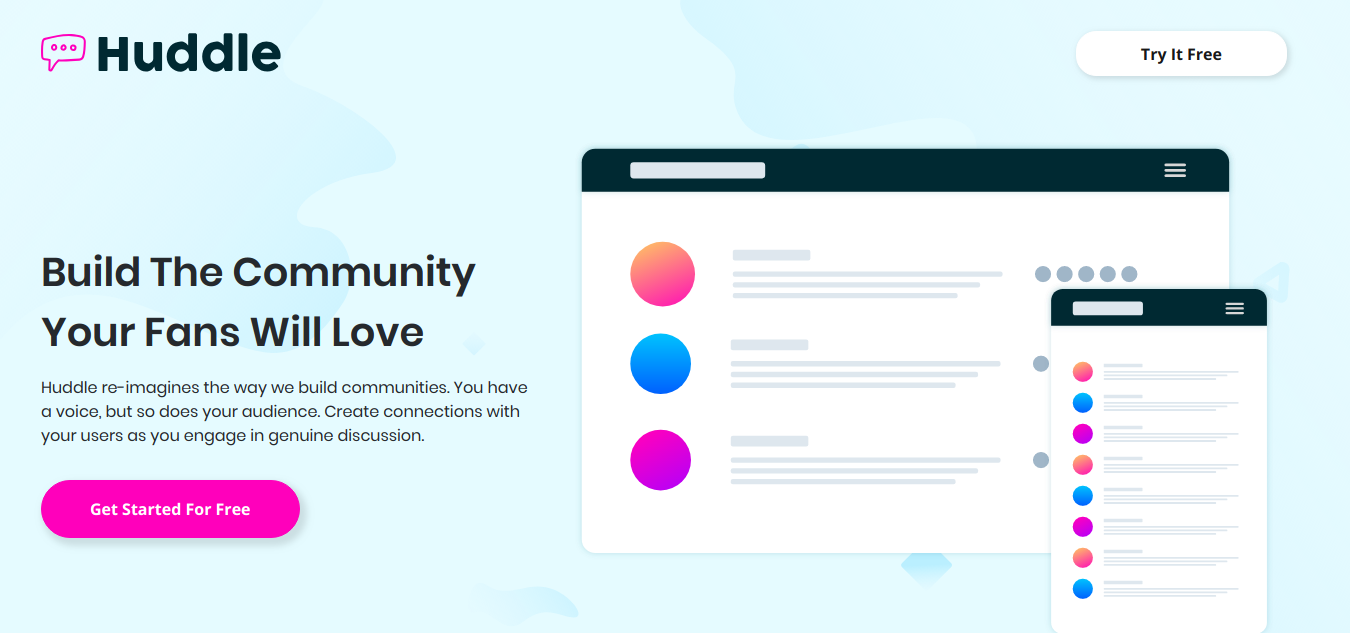 Huddle
Try It Free
Build The Community
Your Fans Will Love
Huddle re-imagines the way we build communities. You have
a voice, but so does your audience. Create connections with
your users as you engage in genuine discussion.
Get Started For Free